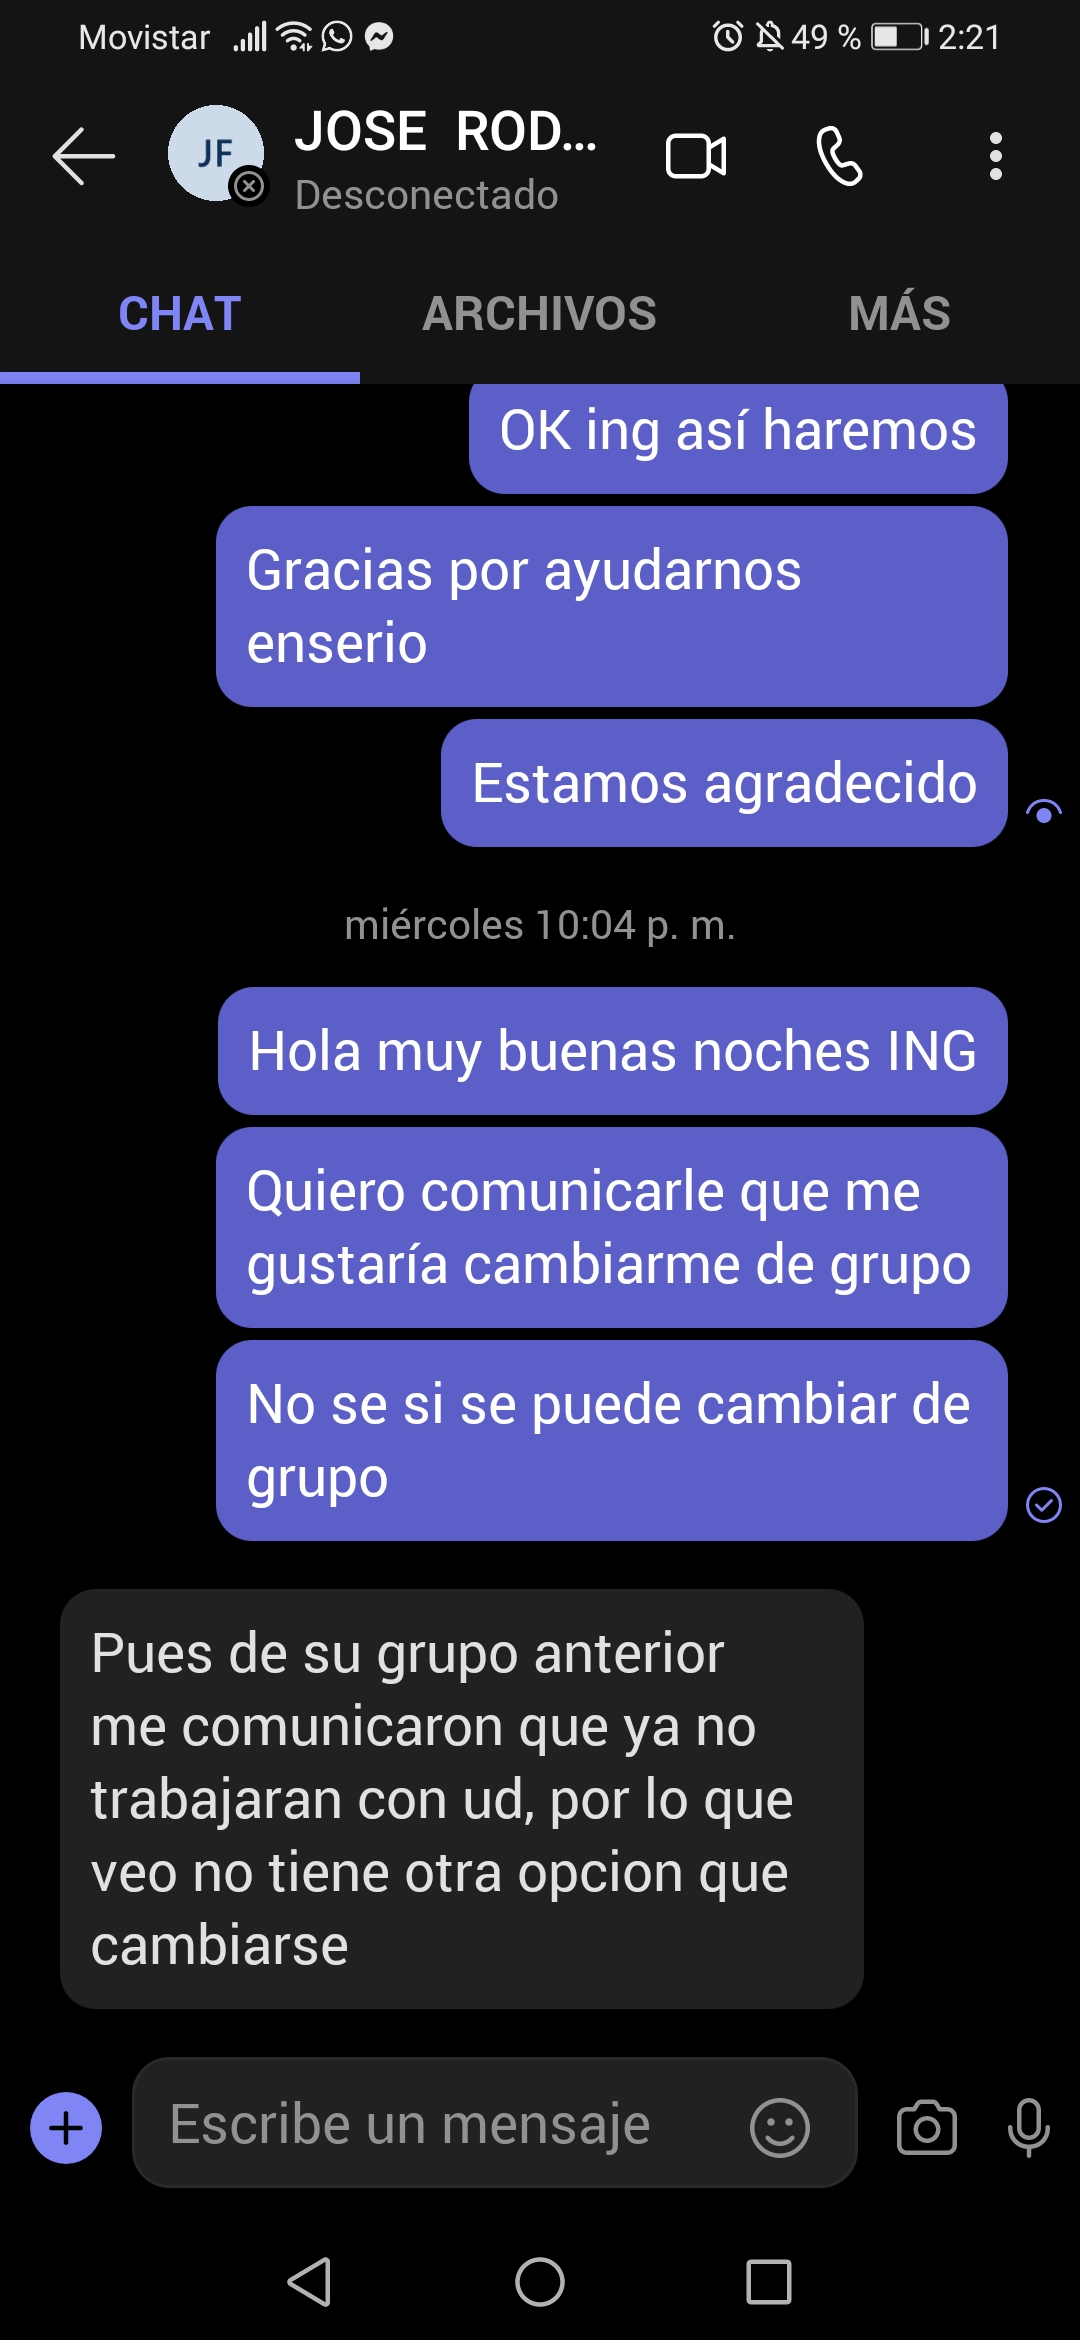 Movistar 49 % 2:21
JF
JOSE ROD...
Desconectado
CHAT ARCHIVOS MÁS
OK ing así haremos
Gracias por ayudarnos
enserio
Estamos agradecido
miércoles 10:04 p. m.
Hola muy buenas noches ING
Quiero comunicarle que me
gustaría cambiarme de grupo
No se si se puede cambiar de
grupo
Pues de su grupo anterior
me comunicaron que ya no
trabajaran con ud, por lo que
veo no tiene otra opcion que
cambiarse
Escribe un mensaje